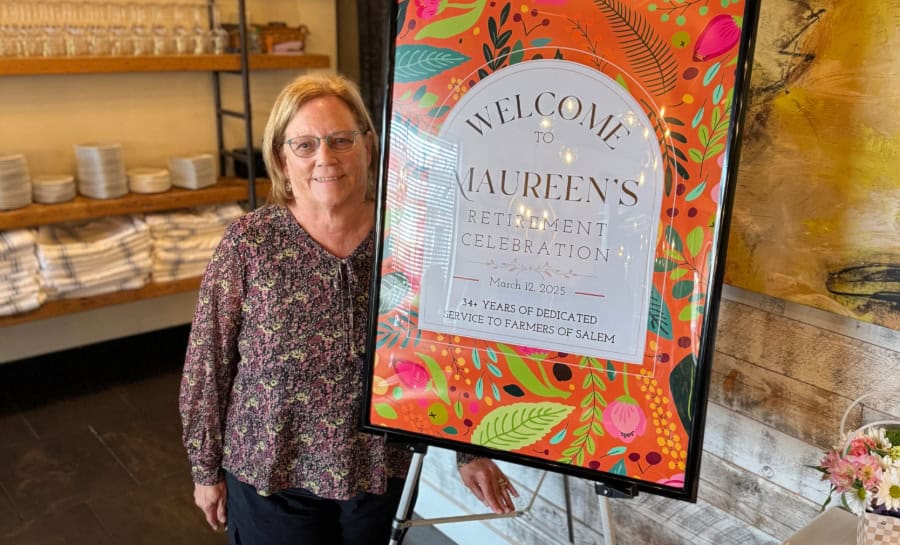 WELCOME
TO
MAUREEN'S
RETIREMENT
CELEBRATION
March 12, 2025
34+ YEARS OF DEDICATED
SERVICE TO FARMERS OF SALEM